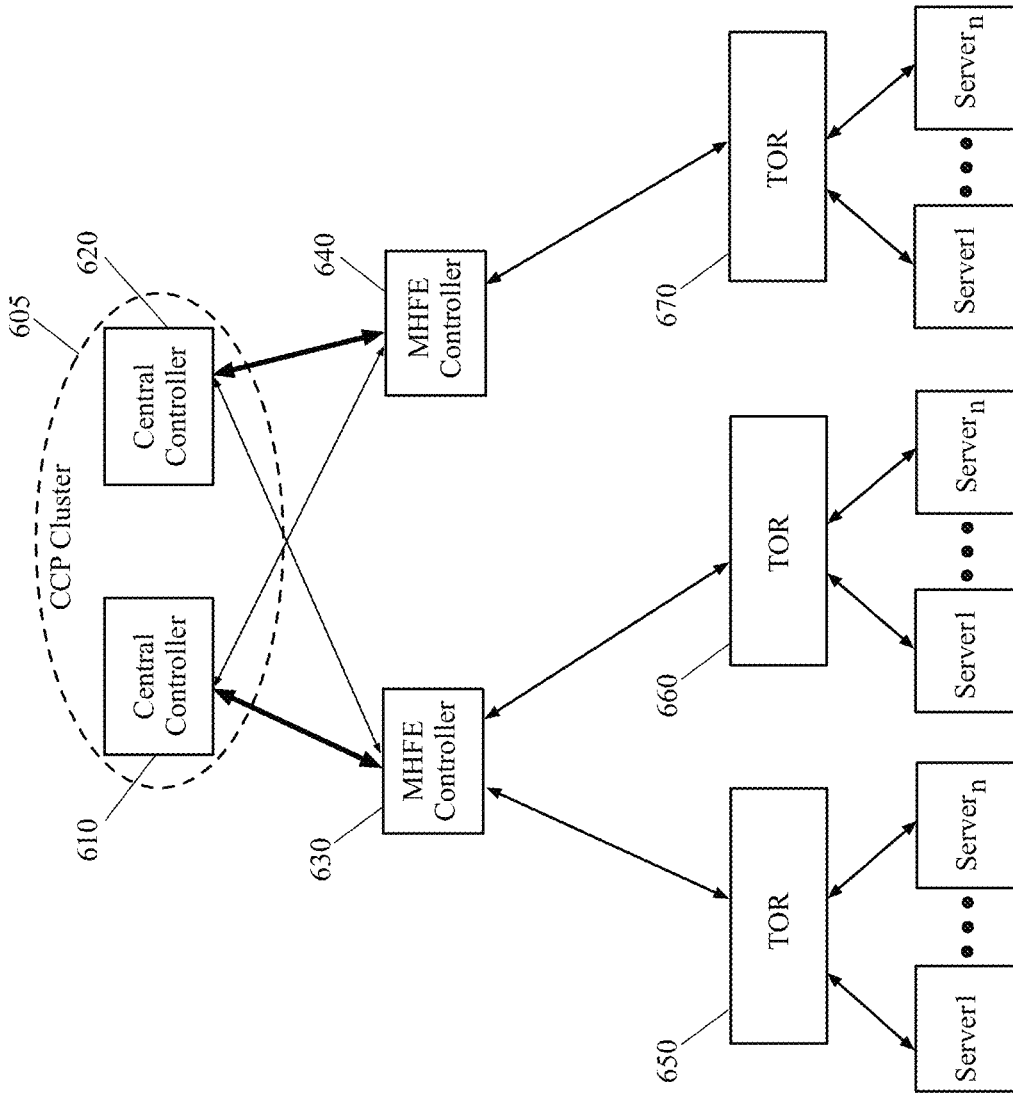 605
CCP Cluster
610
Central
Controller
Central
Controller
620
630
MHFE
Controller
MHFE
Controller
640
650
TOR
660
TOR
670
TOR
Server1
Servern
Server1
Servern
Server1
Servern